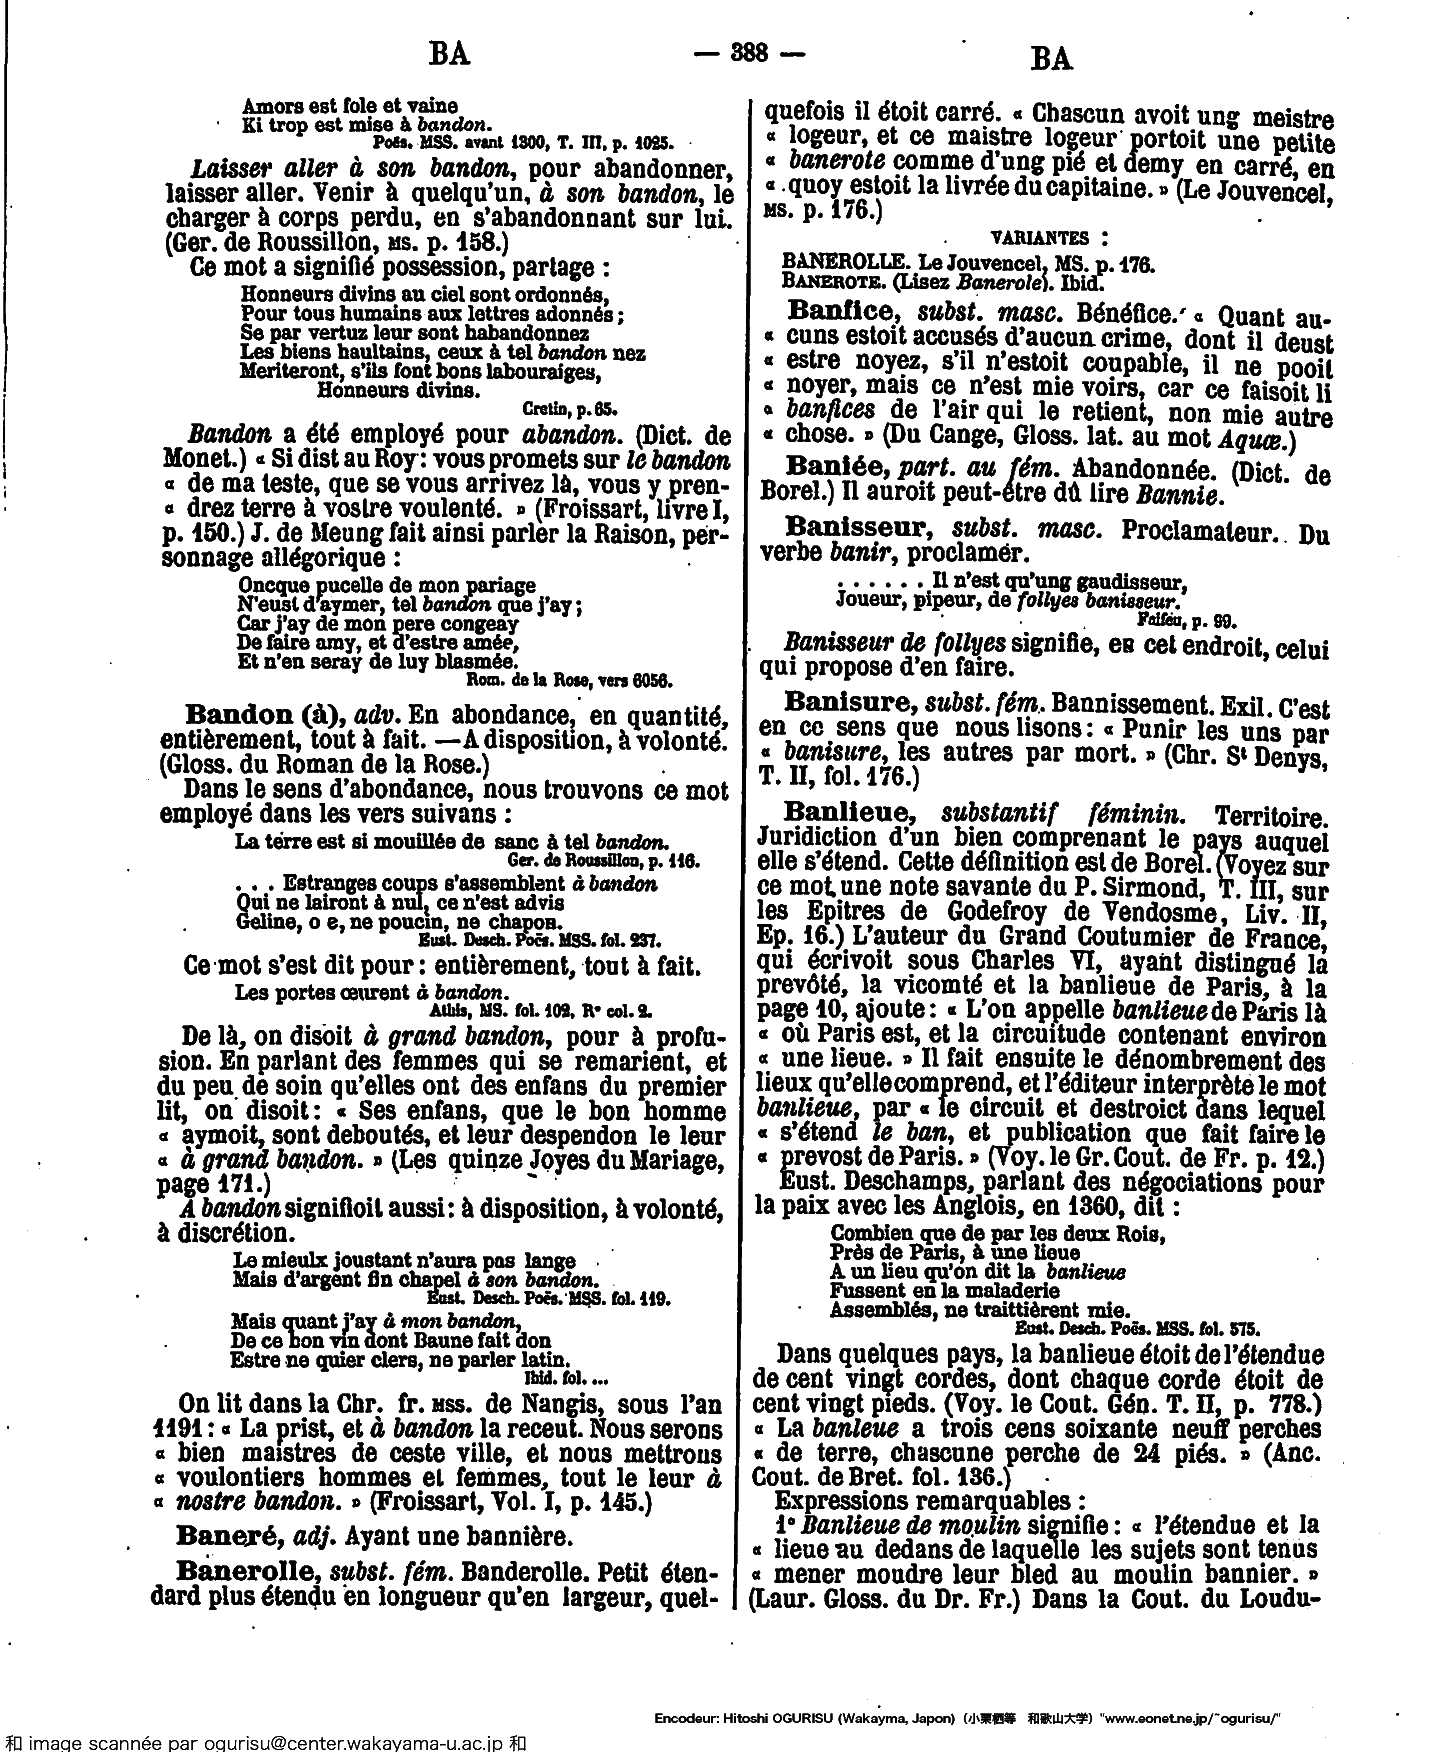 BA — 388 — BA
Amors est fole et vaine
Ki trop est mise à bandon.
Poës. MSS. avant 1300, T. III, p. 1025.
Laisser aller à son bandon, pour abandonner,
laisser aller. Venir à quelqu'un, à son bandon, le
charger à corps perdu, en s'abandonnant sur lui.
(Ger. de Roussillon, MS. p. 158.)
Ce mot a signifié possession, partage :
Honneurs divins au ciel sont ordonnés,
Pour tous humains aux lettres adonnés ;
Se par vertuz leur sont habandonnez
Les biens haultains, ceux à tel bandon nez
Meriteront, s'ils font bons labouraiges,
Honneurs divins.
Cretin, p. 65.
Bandon a été employé pour abandon. (Dict. de
Monet.) « Si dist au Roy : vous promets sur le bandon
« de ma teste, que se vous arrivez là, vous y pren-
« drez terre à vostre voulenté. » (Froissart, livre I,
p. 150.) J. de Meung fait ainsi parler la Raison, per-
sonnage allégorique :
Oncque pucelle de mon pariage
N'eust d'aymer, tel bandon que j'ay ;
Car j'ay de mon pere congeay
De faire amy, et d'estre amée,
Et n'en seray de luy blasmée.
Rom. de la Rose, vers 6056.
Bandon (à), adv. En abondance, en quantité,
entièrement, tout à fait. — A disposition, à volonté.
(Gloss. du Roman de la Rose.)
Dans le sens d'abondance, nous trouvons ce mot
employé dans les vers suivans :
La terre est si mouillée de sanc à tel bandon.
Ger. de Roussillon, p. 116.
. . . Estranges coups s'assemblent à bandon
Qui ne lairont à nul, ce n'est advis
Geline, o e, ne poucin, ne chapon.
Eust. Desch. Poës. MSS. fol. 237.
Ce mot s'est dit pour : entièrement, tout à fait.
Les portes œurent à bandon.
Athis, MS. fol. 102, R° col. 2.
De là, on disoit à grand bandon, pour à profu-
sion. En parlant des femmes qui se remarient, et
du peu de soin qu'elles ont des enfans du premier
lit, on disoit : « Ses enfans, que le bon homme
« aymoit, sont deboutés, et leur despendon le leur
« à grand bandon. » (Les quinze Joyes du Mariage,
page 171.)
A bandon signifioit aussi : à disposition, à volonté,
à discrétion.
Le mieulx joustant n'aura pas lange
Mais d'argent fin chapel à son bandon.
Eust. Desch. Poës. MSS. fol. 119.
Mais quant j'ay à mon bandon,
De ce bon vin dont Baune fait don
Estre ne quier clers, ne parler latin.
Ibid. fol. ...
On lit dans la Chr. fr. MSS. de Nangis, sous l'an
1191 : « La prist, et à bandon la receut. Nous serons
« bien maistres de ceste ville, et nous mettrous
« voulontiers hommes et femmes, tout le leur à
« nostre bandon. » (Froissart, Vol. I, p. 145.)
Baneré, adj. Ayant une bannière.
Banerolle, subst. fém. Banderolle. Petit éten-
dard plus étendu en longueur qu'en largeur, quel-
quefois il étoit carré. « Chascun avoit ung meistre
« logeur, et ce maistre logeur portoit une petite
« banerote comme d'ung pié et demy en carré, en
« quoy estoit la livrée du capitaine. » (Le Jouvencel,
MS. p. 176.)
VARIANTES :
BANEROLLE. Le Jouvencel, MS. p. 176.
BANEROTE. (Lisez Banerole). Ibid.
Banfice, subst. masc. Bénéfice. « Quant au-
« cuns estoit accusés d'aucun crime, dont il deust
« estre noyez, s'il n'estoit coupable, il ne pooit
« noyer, mais ce n'est mie voirs, car ce faisoit li
« banfices de l'air qui le retient, non mie autre
« chose. » (Du Cange, Gloss. lat. au mot Aquæ.)
Baniée, part. au fém. Abandonnée. (Dict. de
Borel.) Il auroit peut-être dû lire Bannie.
Banisseur, subst. masc. Proclamateur. Du
verbe banir, proclamer.
. . . . . . Il n'est qu'ung gaudisseur,
Joueur, pipeur, de follyes banisseur.
Faifeu, p. 99.
Banisseur de follyes signifie, en cet endroit, celui
qui propose d'en faire.
Banisure, subst. fém. Bannissement. Exil. C'est
en ce sens que nous lisons : « Punir les uns par
« banisure, les autres par mort. » (Chr. St Denys,
T. II, fol. 176.)
Banlieue, substantif féminin. Territoire.
Juridiction d'un bien comprenant le pays auquel
elle s'étend. Cette définition est de Borel. (Voyez sur
ce mot une note savante du P. Sirmond, T. III, sur
les Epitres de Godefroy de Vendosme, Liv. II,
Ep. 16.) L'auteur du Grand Coutumier de France,
qui écrivoit sous Charles VI, ayant distingué la
prevôté, la vicomté et la banlieue de Paris, à la
page 10, ajoute : « L'on appelle banlieue de Paris là
« où Paris est, et la circuitude contenant environ
« une lieue. » Il fait ensuite le dénombrement des
lieux qu'elle comprend, et l'éditeur interprète le mot
banlieue, par « le circuit et destroict dans lequel
« s'étend le ban, et publication que fait faire le
« prevost de Paris. » (Voy. le Gr. Cout. de Fr. p. 12.)
Eust. Deschamps, parlant des négociations pour
la paix avec les Anglois, en 1360, dit :
Combien que de par les deux Rois,
Près de Paris, à une lieue
A un lieu qu'on dit la banlieue
Fussent en la maladerie
Assemblés, ne traittièrent mie.
Eust. Desch. Poës. MSS. fol. 575.
Dans quelques pays, la banlieue étoit de l'étendue
de cent vingt cordes, dont chaque corde étoit de
cent vingt pieds. (Voy. le Cout. Gén. T. II, p. 778.)
« La banleue a trois cens soixante neuff perches
« de terre, chascune perche de 24 piés. » (Anc.
Cout. de Bret. fol. 136.)
Expressions remarquables :
1° Banlieue de moulin signifie : « l'étendue et la
« lieue au dedans de laquelle les sujets sont tenus
« mener moudre leur bled au moulin bannier. »
(Laur. Gloss. du Dr. Fr.) Dans la Cout. du Loudu-
Encodeur: Hitoshi OGURISU (Wakayma, Japon) (小栗栖等 和歌山大学) "www.eonet.ne.jp/~ogurisu/"
和 image scannée par ogurisu@center.wakayama-u.ac.jp 和